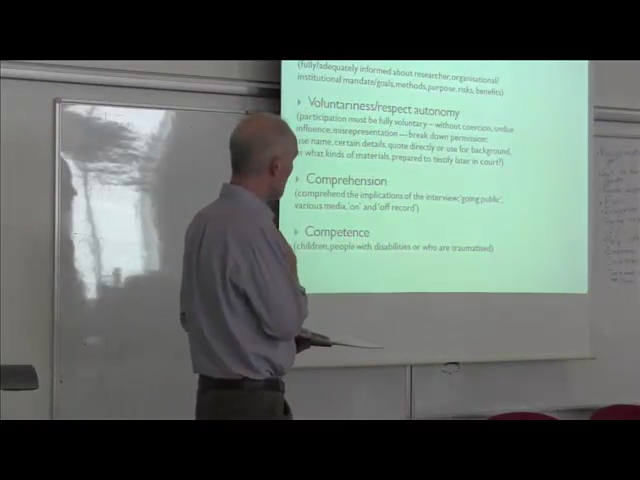 (fully/adequately informed about researcher, organisational/
institutional mandate/goals, methods, purpose, risks, benefits)
Voluntariness/respect autonomy
(participation must be fully voluntary – without coercion, undue
influence, misrepresentation — break down permission:
use name, certain details, quote directly or use for background,
in what kinds of materials, prepared to testify later in court?)
Comprehension
(comprehend the implications of the interview; 'going public',
various media, 'on' and 'off record')
Competence
(children, people with disabilities or who are traumatised)